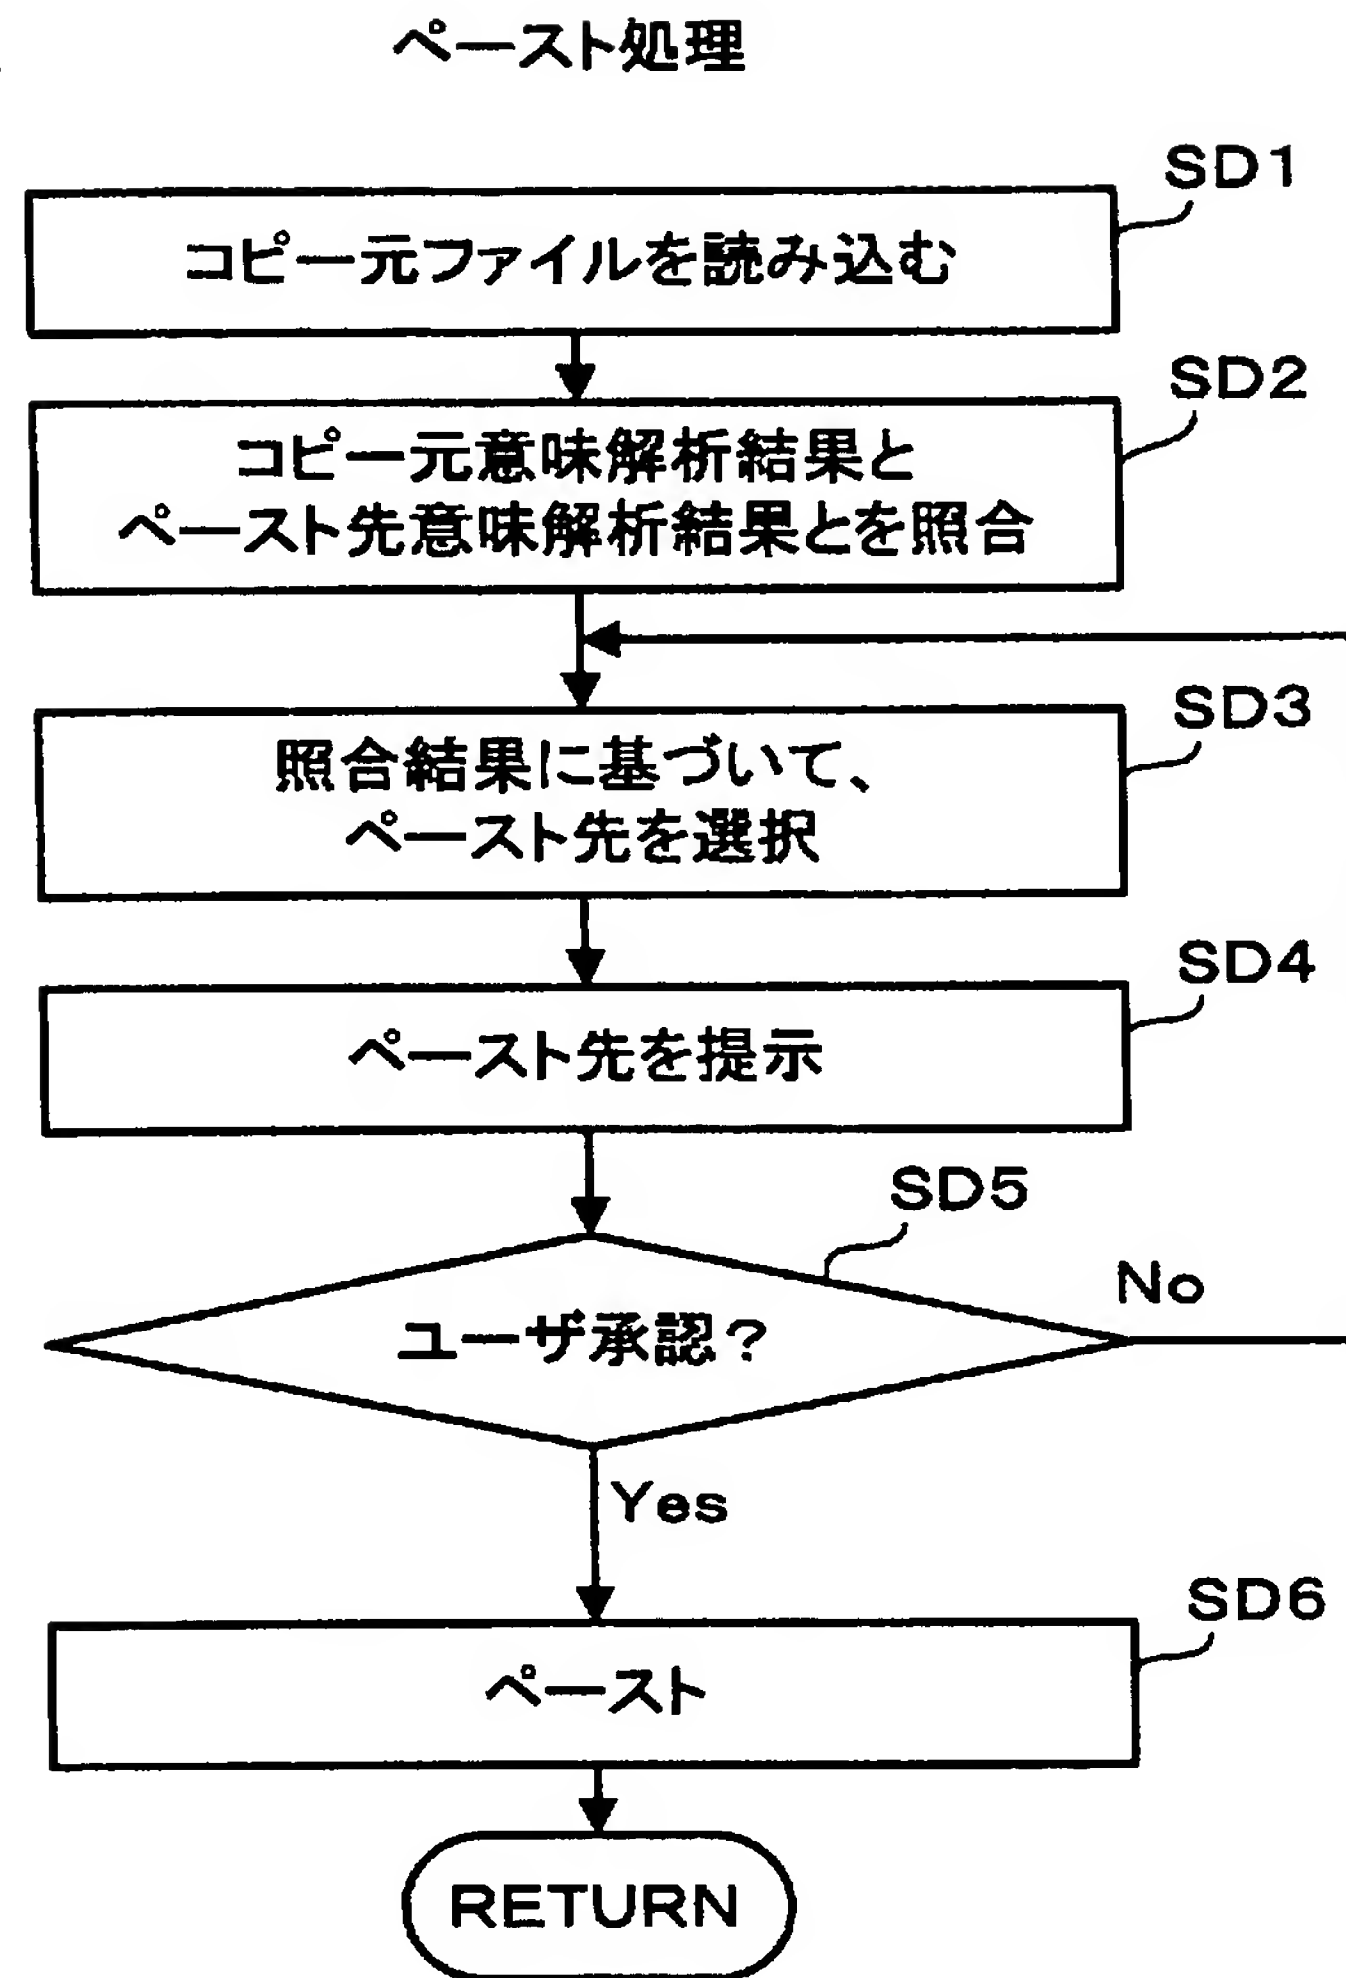 ペースト処理
SD1
コピー元ファイルを読み込む
SD2
コピー元意味解析結果と
ペースト先意味解析結果とを照合
SD3
照合結果に基づいて、
ペースト先を選択
SD4
ペースト先を提示
SD5
ユーザ承認?
No
Yes
SD6
ペースト
RETURN